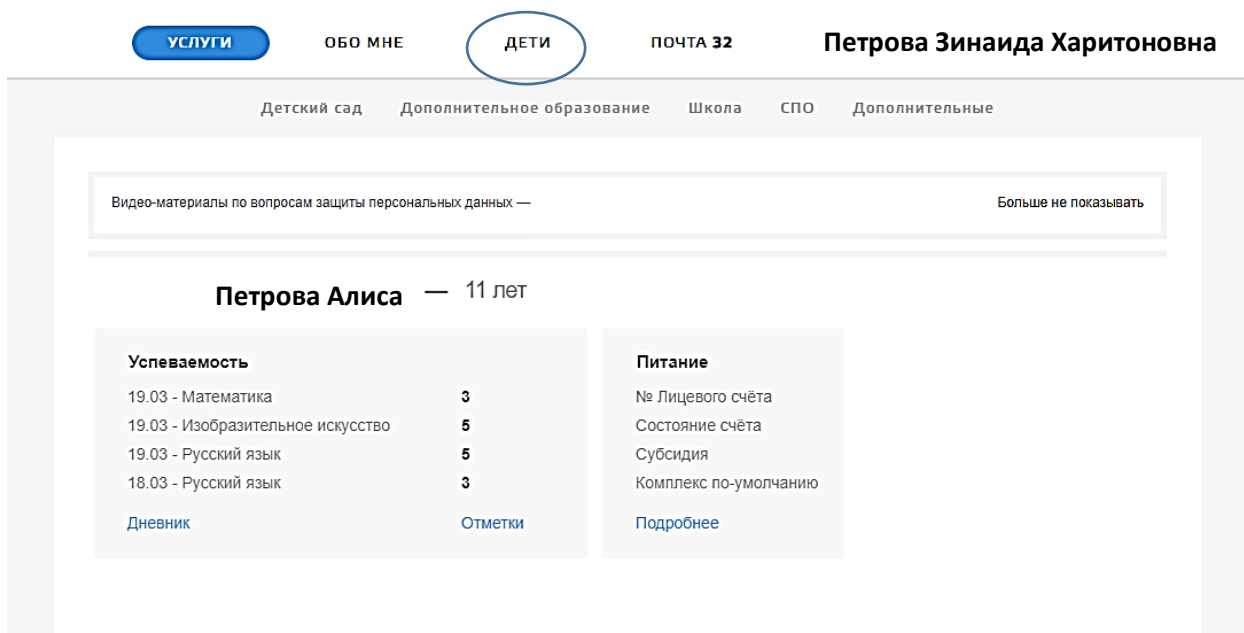 УСЛУГИ ОБО МНЕ ДЕТИ ПОЧТА 32 Петрова Зинаида Харитоновна
Детский сад Дополнительное образование Школа СПО Дополнительные
Видео-материалы по вопросам защиты персональных данных — Больше не показывать
Петрова Алиса — 11 лет
Успеваемость
19.03 - Математика 3
19.03 - Изобразительное искусство 5
19.03 - Русский язык 5
18.03 - Русский язык 3
Дневник Отметки
Питание
№ Лицевого счёта
Состояние счёта
Субсидия
Комплекс по-умолчанию
Подробнее